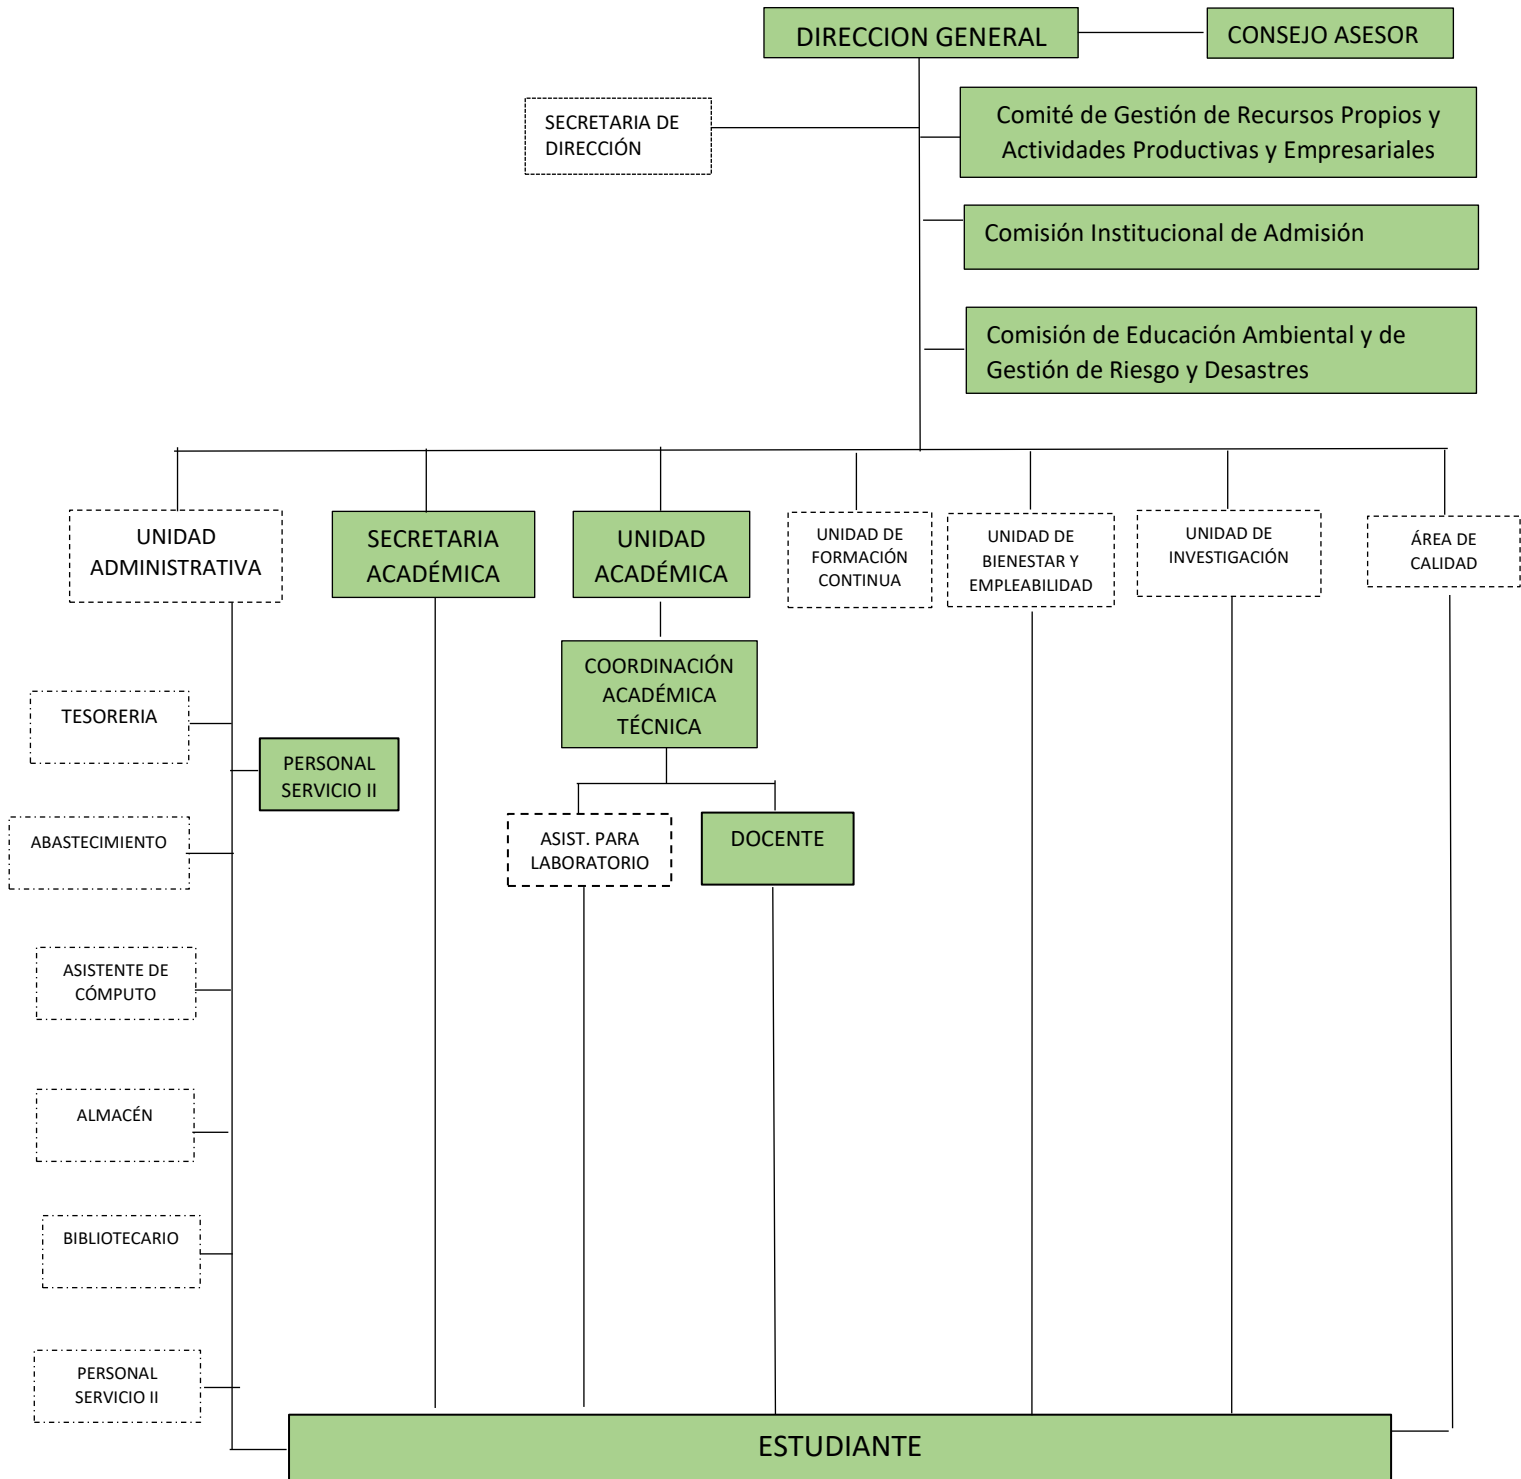 DIRECCION GENERAL
CONSEJO ASESOR
SECRETARIA DE
DIRECCIÓN
Comité de Gestión de Recursos Propios y
Actividades Productivas y Empresariales
Comisión Institucional de Admisión
Comisión de Educación Ambiental y de
Gestión de Riesgo y Desastres
UNIDAD
ADMINISTRATIVA
SECRETARIA
ACADÉMICA
UNIDAD
ACADÉMICA
UNIDAD DE
FORMACIÓN
CONTINUA
UNIDAD DE
BIENESTAR Y
EMPLEABILIDAD
UNIDAD DE
INVESTIGACIÓN
ÁREA DE
CALIDAD
COORDINACIÓN
ACADÉMICA
TÉCNICA
TESORERIA
PERSONAL
SERVICIO II
ABASTECIMIENTO
ASIST. PARA
LABORATORIO
DOCENTE
ASISTENTE DE
CÓMPUTO
ALMACÉN
BIBLIOTECARIO
PERSONAL
SERVICIO II
ESTUDIANTE